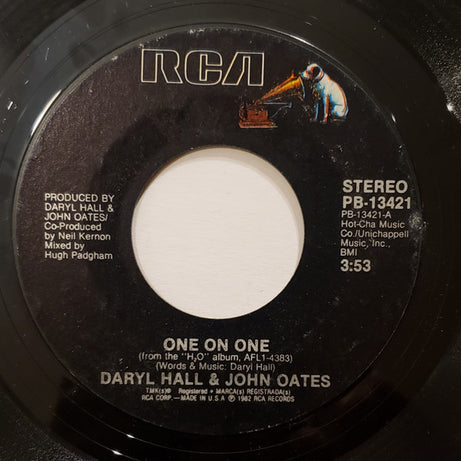 RCA
PRODUCED BY
DARYL HALL &
JOHN OATES/
Co-Produced
by Neil Kernon
Mixed by
Hugh Padgham
STEREO
PB-13421
PB-13421-A
Hot-Cha Music
Co./Unichappell
Music, Inc.,
BMI
3:53
ONE ON ONE
(from the "H₂O" album, AFL1-4383)
(Words & Music: Daryl Hall)
DARYL HALL & JOHN OATES
TMK(s)® Registered • MARCA(s) REGISTRADA(s)
RCA CORP.—MADE IN U.S.A ℗ 1982 RCA RECORDS